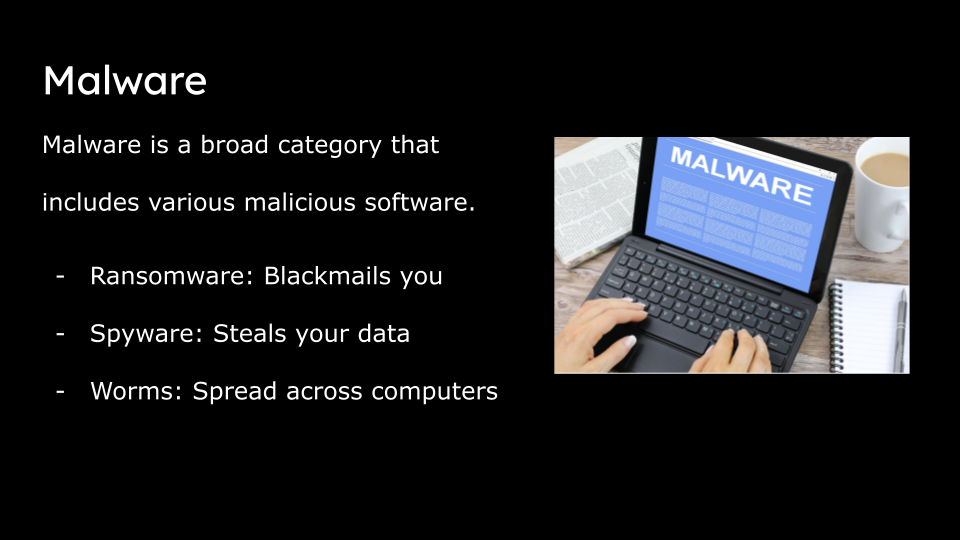 Malware
Malware is a broad category that
includes various malicious software.
- Ransomware: Blackmails you
- Spyware: Steals your data
- Worms: Spread across computers
MALWARE